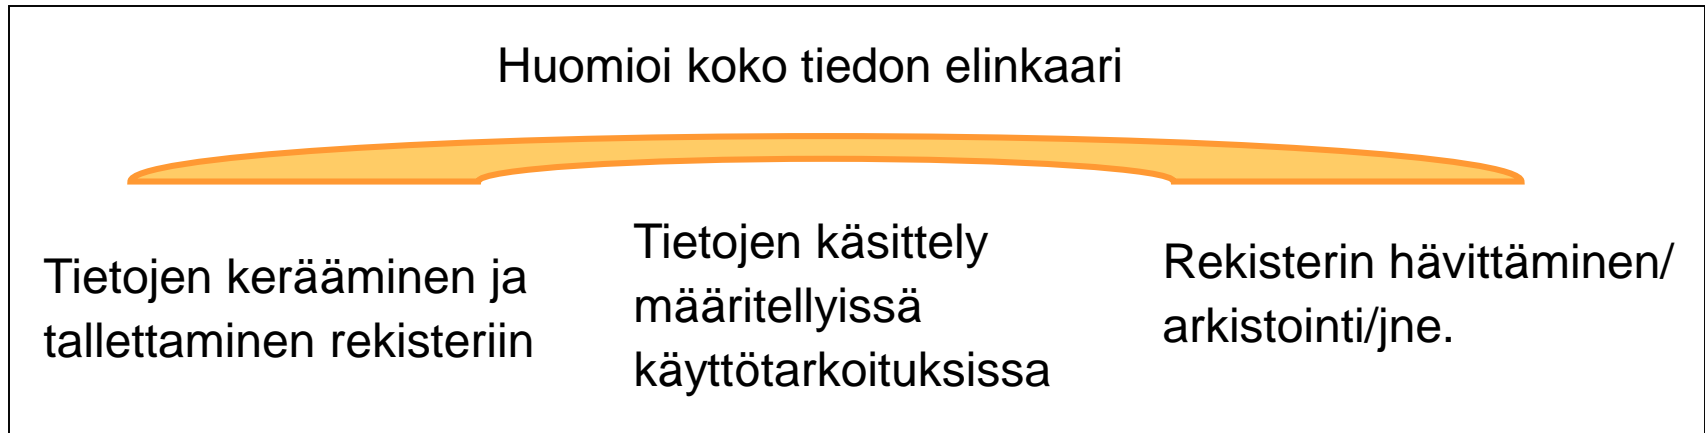 Huomioi koko tiedon elinkaari
Tietojen kerääminen ja
tallettaminen rekisteriin
Tietojen käsittely
määritellyissä
käyttötarkoituksissa
Rekisterin hävittäminen/
arkistointi/jne.